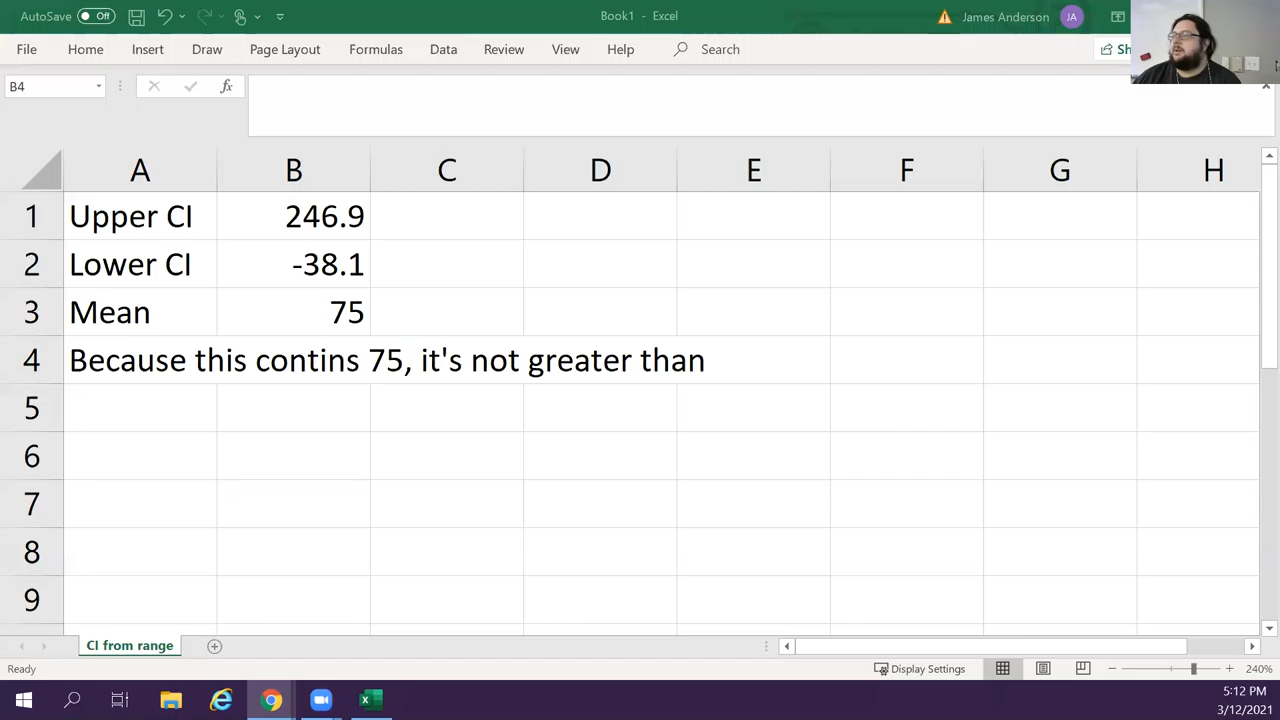 AutoSave Off Book1 - Excel James Anderson JA
File Home Insert Draw Page Layout Formulas Data Review View Help Search Sh
B4 fx
A B C D E F G H
1 Upper CI 246.9
2 Lower CI -38.1
3 Mean 75
4 Because this contins 75, it's not greater than
5
6
7
8
9
CI from range
Ready Display Settings 240%
5:12 PM
3/12/2021